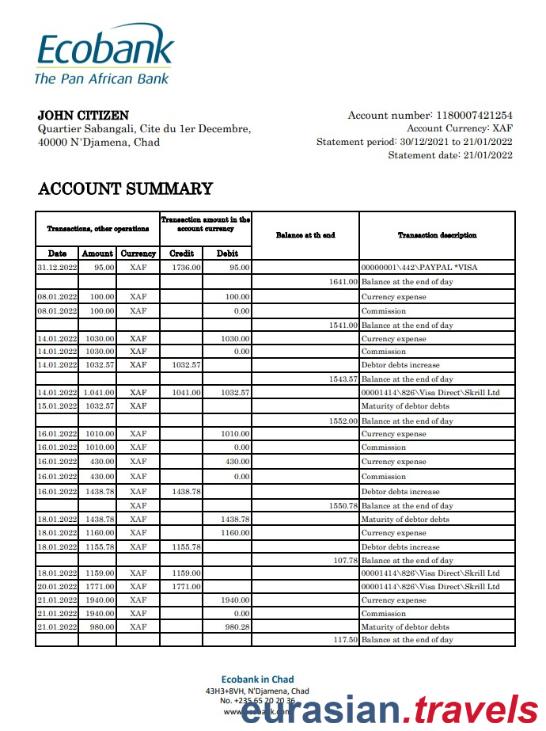 Ecobank
The Pan African Bank
JOHN CITIZEN
Quartier Sabangali, Cite du 1er Decembre,
40000 N'Djamena, Chad
Account number: 1180007421254
Account Currency: XAF
Statement period: 30/12/2021 to 21/01/2022
Statement date: 21/01/2022
ACCOUNT SUMMARY
Transactions, other operations Transaction amount in the account currency Balance at th end Transaction description
Date Amount Currency Credit Debit
31.12.2022 95.00 XAF 1736.00 95.00 00000001\442\PAYPAL *VISA
1641.00 Balance at the end of day
08.01.2022 100.00 XAF 100.00 Currency expense
08.01.2022 100.00 XAF 0.00 Commission
1541.00 Balance at the end of day
14.01.2022 1030.00 XAF 1030.00 Currency expense
14.01.2022 1030.00 XAF 0.00 Commission
14.01.2022 1032.57 XAF 1032.57 Debtor debts increase
1543.57 Balance at the end of day
14.01.2022 1.041.00 XAF 1041.00 1032.57 00001414\826\Visa Direct\Skrill Ltd
15.01.2022 1032.57 XAF Maturity of debtor debts
1552.00 Balance at the end of day
16.01.2022 1010.00 XAF 1010.00 Currency expense
16.01.2022 1010.00 XAF 0.00 Commission
16.01.2022 430.00 XAF 430.00 Currency expense
16.01.2022 430.00 XAF 0.00 Commission
16.01.2022 1438.78 XAF 1438.78 Debtor debts increase
XAF 1550.78 Balance at the end of day
18.01.2022 1438.78 XAF 1438.78 Maturity of debtor debts
18.01.2022 1160.00 XAF 1160.00 Currency expense
18.01.2022 1155.78 XAF 1155.78 Debtor debts increase
107.78 Balance at the end of day
18.01.2022 1159.00 XAF 1159.00 00001414\826\Visa Direct\Skrill Ltd
20.01.2022 1771.00 XAF 1771.00 00001414\826\Visa Direct\Skrill Ltd
21.01.2022 1940.00 XAF 1940.00 Currency expense
21.01.2022 1940.00 XAF 0.00 Commission
21.01.2022 980.00 XAF 980.28 Maturity of debtor debts
117.50 Balance at the end of day
Ecobank in Chad
43H3+8VH, N'Djamena, Chad
No. +235 65 20 20 36
eurasian.travels